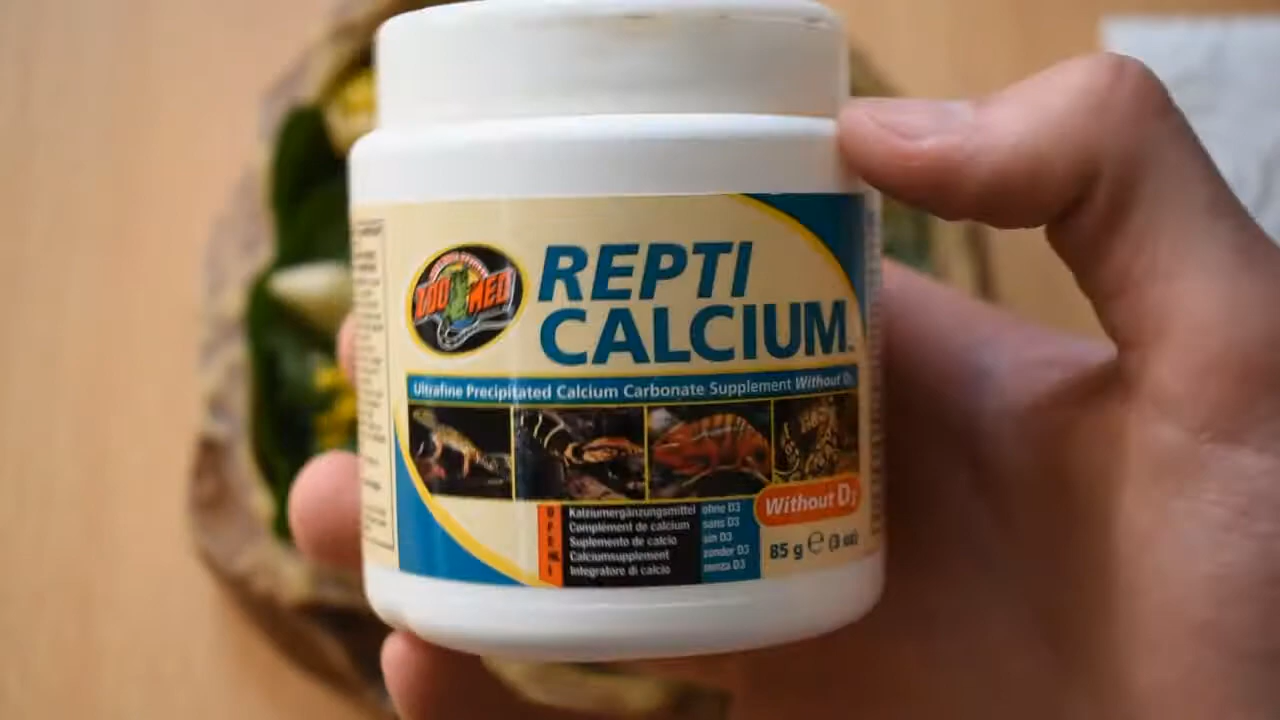 ZOO MED
REPTI
CALCIUM
Ultrafine Precipitated Calcium Carbonate Supplement Without D3
Without D3
Kalziumergänzungsmittel ohne D3
Complément de calcium sans D3
Suplemento de calcio sin D3
Calciumsupplement zonder D3
Integratore di calcio senza D3
85 g e (3 oz)